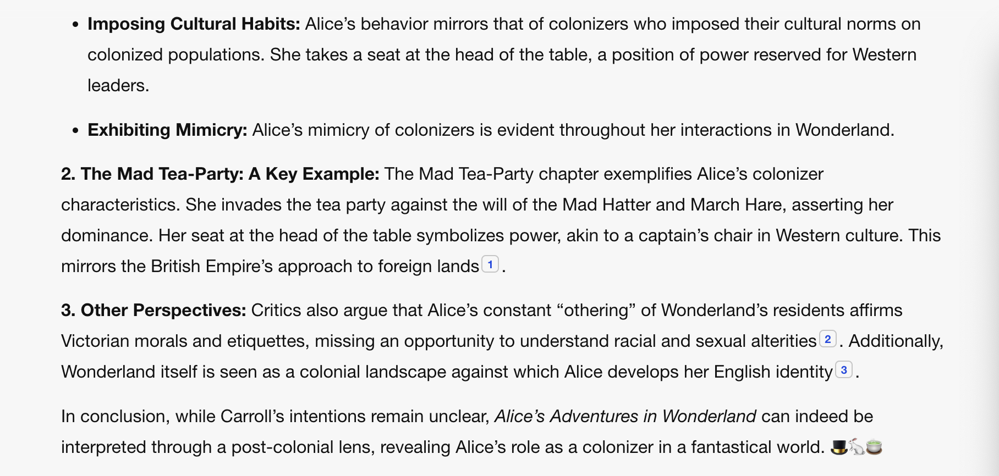 • Imposing Cultural Habits: Alice’s behavior mirrors that of colonizers who imposed their cultural norms on
colonized populations. She takes a seat at the head of the table, a position of power reserved for Western
leaders.
• Exhibiting Mimicry: Alice’s mimicry of colonizers is evident throughout her interactions in Wonderland.
2. The Mad Tea-Party: A Key Example: The Mad Tea-Party chapter exemplifies Alice’s colonizer
characteristics. She invades the tea party against the will of the Mad Hatter and March Hare, asserting her
dominance. Her seat at the head of the table symbolizes power, akin to a captain’s chair in Western culture. This
mirrors the British Empire’s approach to foreign lands 1 .
3. Other Perspectives: Critics also argue that Alice’s constant “othering” of Wonderland’s residents affirms
Victorian morals and etiquettes, missing an opportunity to understand racial and sexual alterities 2 . Additionally,
Wonderland itself is seen as a colonial landscape against which Alice develops her English identity 3 .
In conclusion, while Carroll’s intentions remain unclear, Alice’s Adventures in Wonderland can indeed be
interpreted through a post-colonial lens, revealing Alice’s role as a colonizer in a fantastical world. 🎩🐇🍵